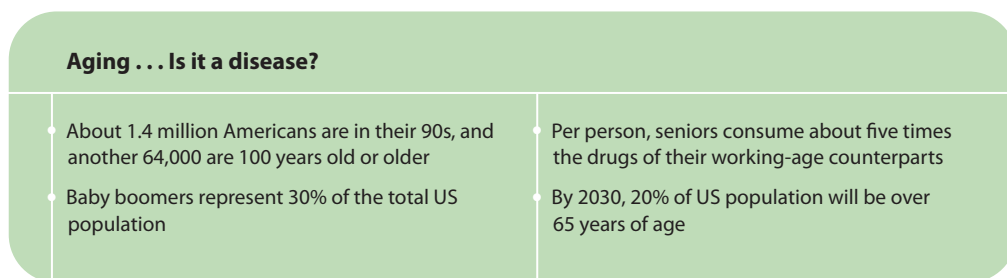 Aging . . . Is it a disease?
About 1.4 million Americans are in their 90s, and
another 64,000 are 100 years old or older
Baby boomers represent 30% of the total US
population
Per person, seniors consume about five times
the drugs of their working-age counterparts
By 2030, 20% of US population will be over
65 years of age